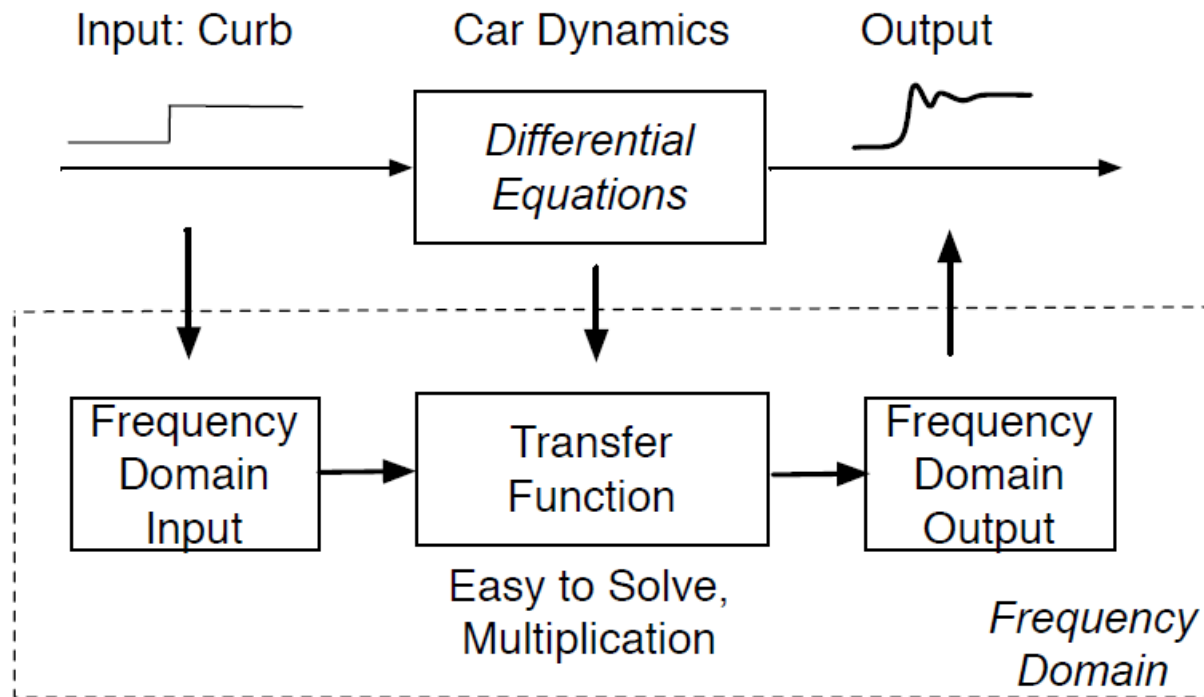 Input: Curb
Car Dynamics
Output
Differential
Equations
Frequency
Domain
Input
Transfer
Function
Frequency
Domain
Output
Easy to Solve,
Multiplication
Frequency
Domain